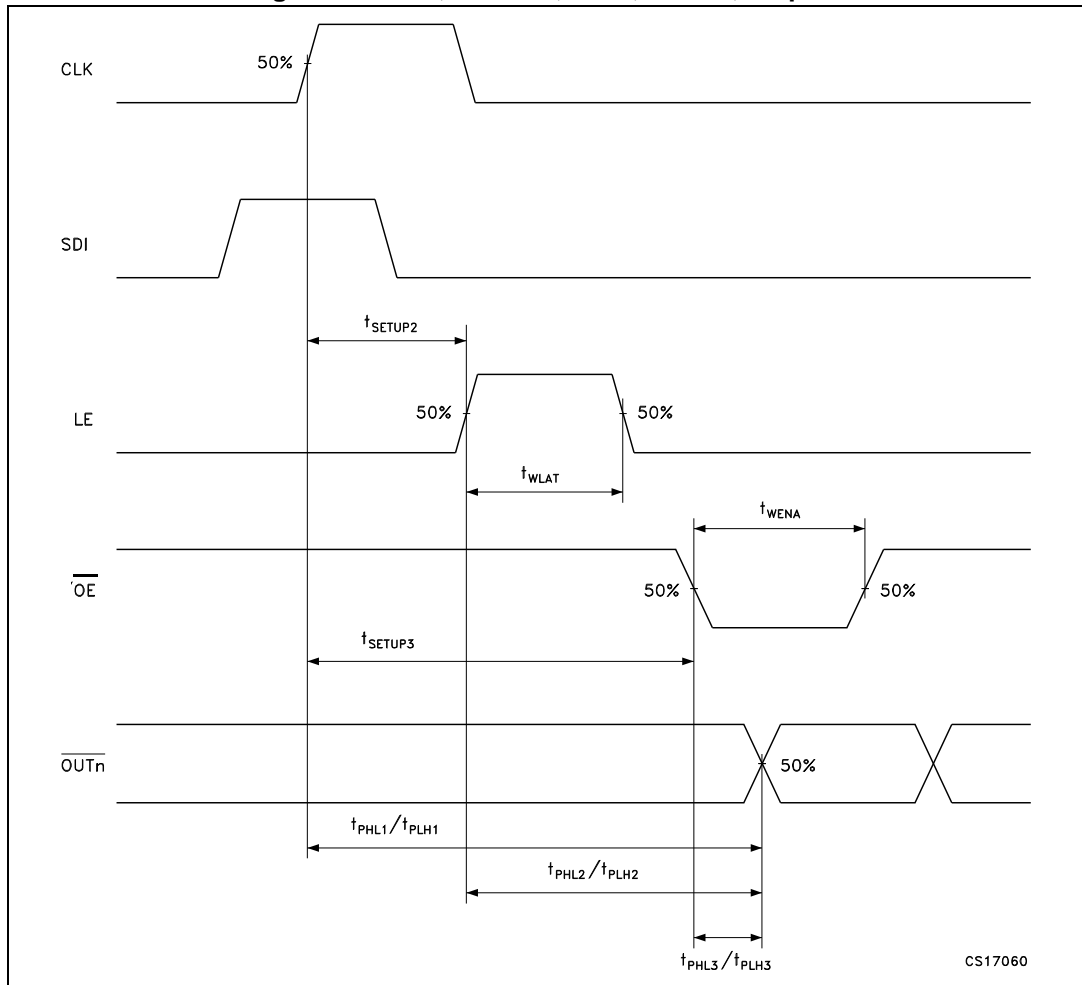 CLK
50%
SDI
tSETUP2
LE
50%
50%
tWLAT
tWENA
OE
50%
50%
tSETUP3
OUTn
50%
tPHL1/tPLH1
tPHL2/tPLH2
tPHL3/tPLH3
CS17060